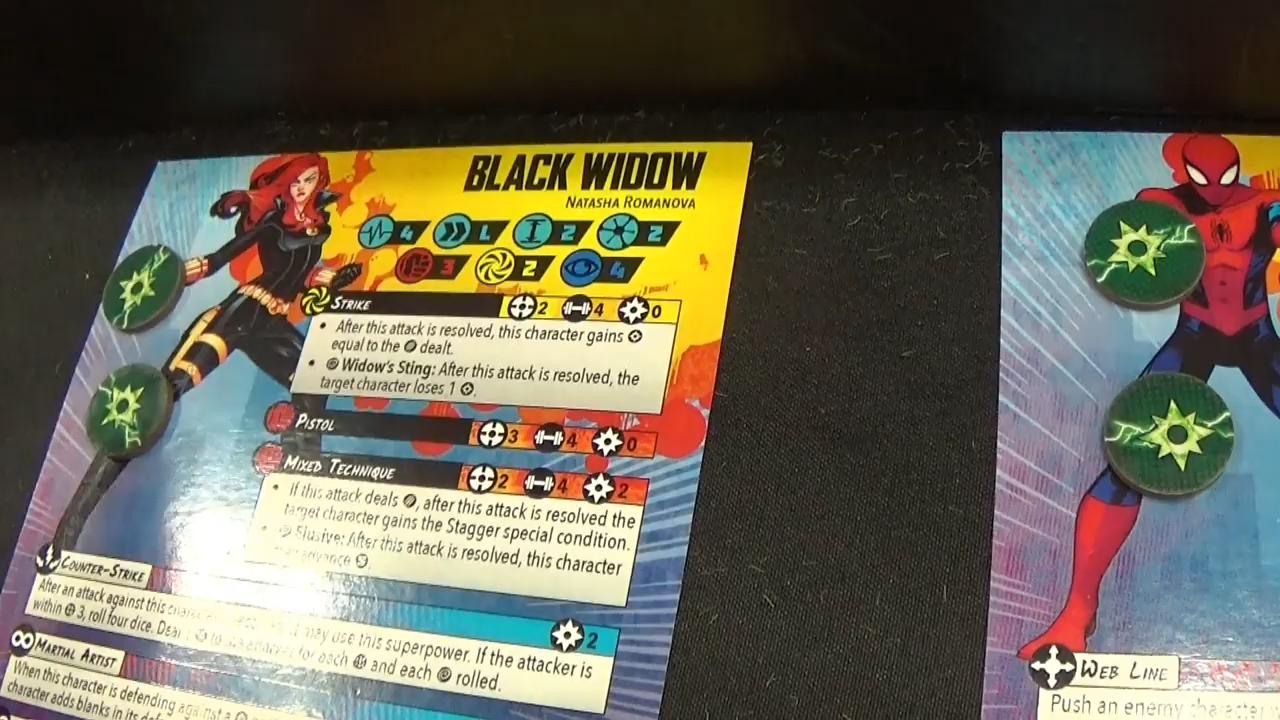 BLACK WIDOW
NATASHA ROMANOVA
4 L 2 2
3 2 4
STRIKE 2 4 0
• After this attack is resolved, this character gains
equal to the dealt.
• Widow's Sting: After this attack is resolved, the
target character loses 1 .
PISTOL 3 4 0
MIXED TECHNIQUE 2 4 2
• If this attack deals , after this attack is resolved the
target character gains the Stagger special condition.
• Elusive: After this attack is resolved, this character
may advance S.
COUNTER-STRIKE 2
After an attack against this may use this superpower. If the attacker is
within 3, roll four dice. Deal for each and each rolled.
MARTIAL ARTIST
When this character is defending against a
character adds blanks in its
WEB LINE
Push an enemy character